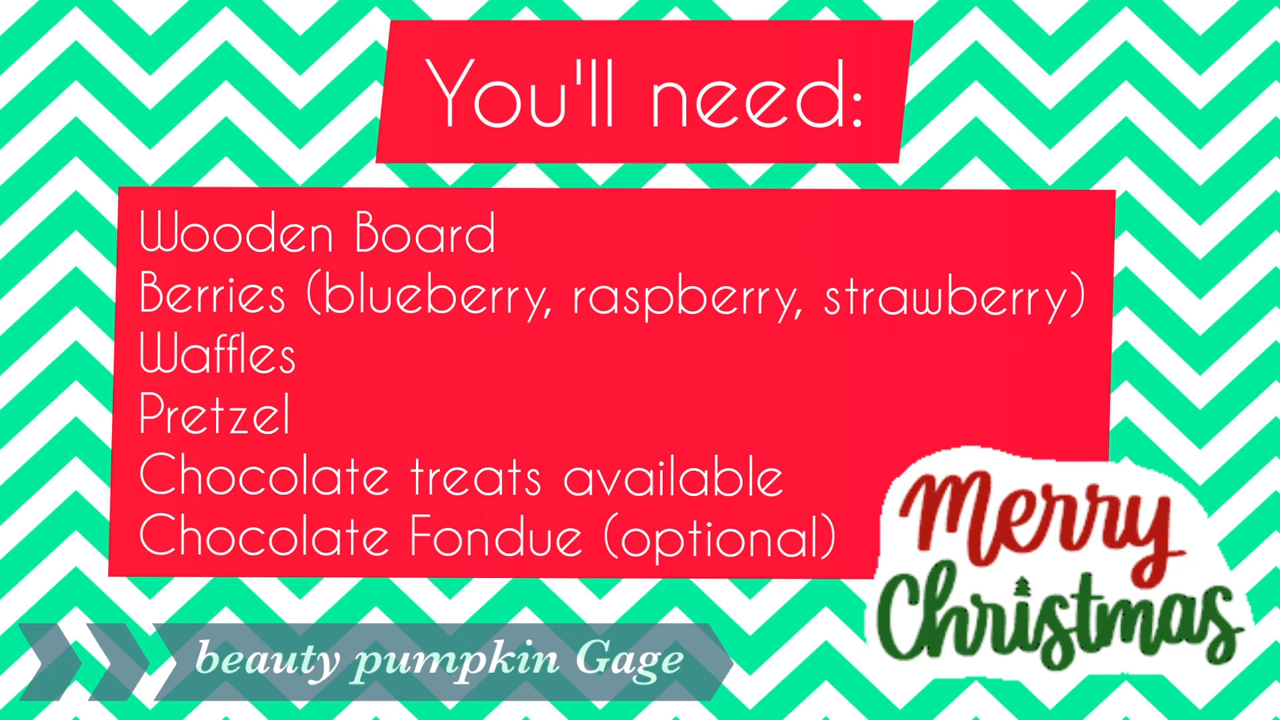 You'll need:
Wooden Board
Berries (blueberry, raspberry, strawberry)
Waffles
Pretzel
Chocolate treats available
Chocolate Fondue (optional)
Merry
Christmas
beauty pumpkin Gage